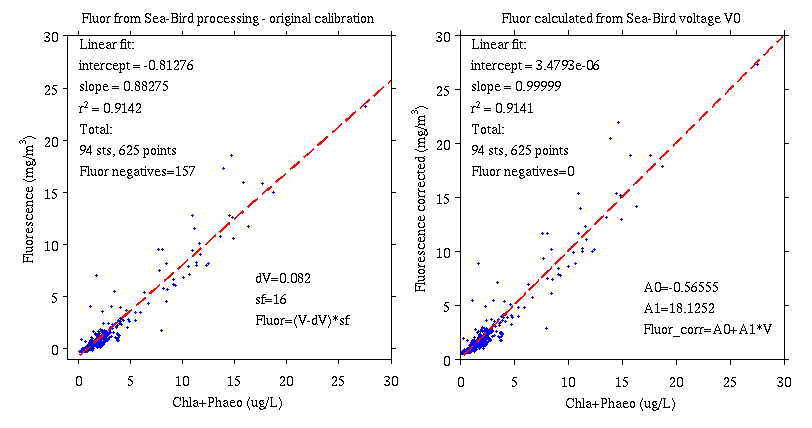 Fluor from Sea-Bird processing - original calibration
Linear fit:
intercept = -0.81276
slope = 0.88275
r² = 0.9142
Total:
94 sts, 625 points
Fluor negatives=157
dV=0.082
sf=16
Fluor=(V-dV)*sf
Fluorescence (mg/m³)
30
25
20
15
10
5
0
0 5 10 15 20 25 30
Chla+Phaeo (ug/L)
Fluor calculated from Sea-Bird voltage V0
Linear fit:
intercept = 3.4793e-06
slope = 0.99999
r² = 0.9141
Total:
94 sts, 625 points
Fluor negatives=0
A0=-0.56555
A1=18.1252
Fluor_corr=A0+A1*V
Fluorescence corrected (mg/m³)
30
25
20
15
10
5
0
0 5 10 15 20 25 30
Chla+Phaeo (ug/L)